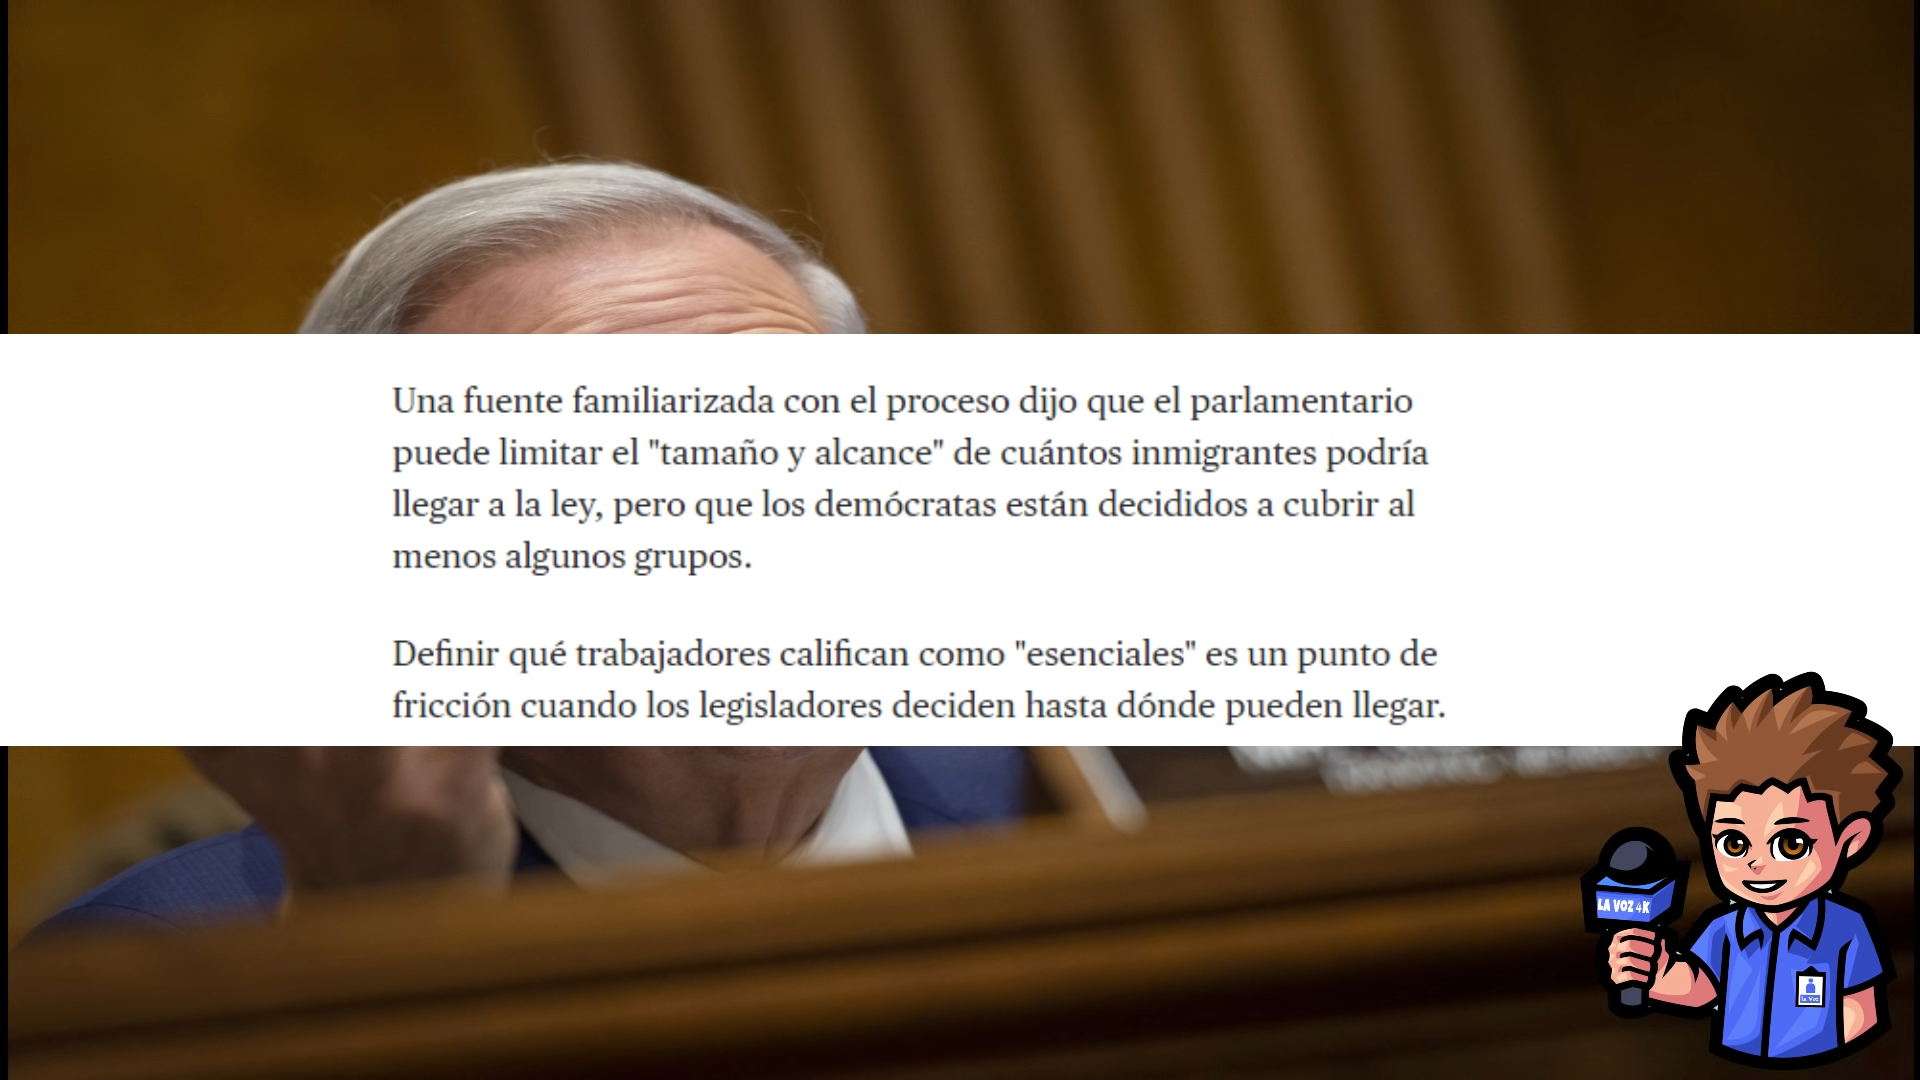 Una fuente familiarizada con el proceso dijo que el parlamentario
puede limitar el "tamaño y alcance" de cuántos inmigrantes podría
llegar a la ley, pero que los demócratas están decididos a cubrir al
menos algunos grupos.
Definir qué trabajadores califican como "esenciales" es un punto de
fricción cuando los legisladores deciden hasta dónde pueden llegar.
LA VOZ 4K
la Voz